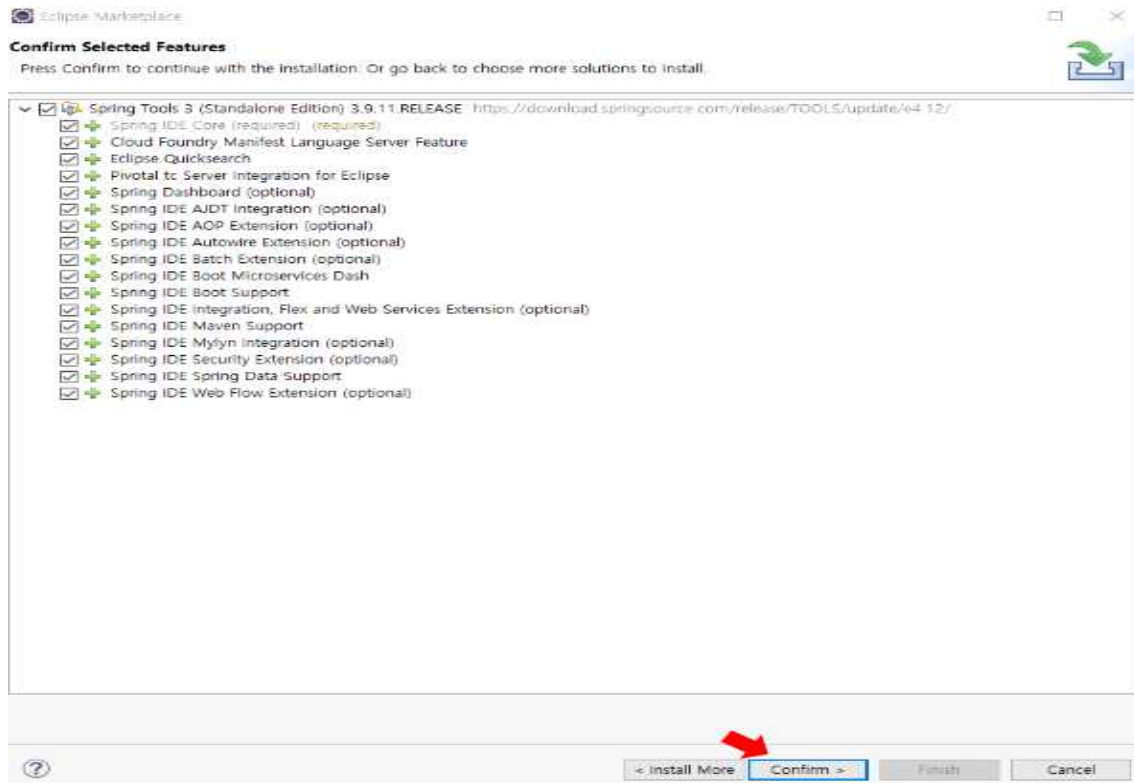 Eclipse Marketplace
Confirm Selected Features
Press Confirm to continue with the installation. Or go back to choose more solutions to install.
Spring Tools 3 (Standalone Edition) 3.9.11.RELEASE https://download.springsource.com/release/TOOLS/update/e4.12/
Spring IDE Core (required) (required)
Cloud Foundry Manifest Language Server Feature
Eclipse Quicksearch
Pivotal tc Server Integration for Eclipse
Spring Dashboard (optional)
Spring IDE AJDT Integration (optional)
Spring IDE AOP Extension (optional)
Spring IDE Autowire Extension (optional)
Spring IDE Batch Extension (optional)
Spring IDE Boot Microservices Dash
Spring IDE Boot Support
Spring IDE Integration, Flex and Web Services Extension (optional)
Spring IDE Maven Support
Spring IDE Mylyn Integration (optional)
Spring IDE Security Extension (optional)
Spring IDE Spring Data Support
Spring IDE Web Flow Extension (optional)
? < Install More Confirm > Finish Cancel